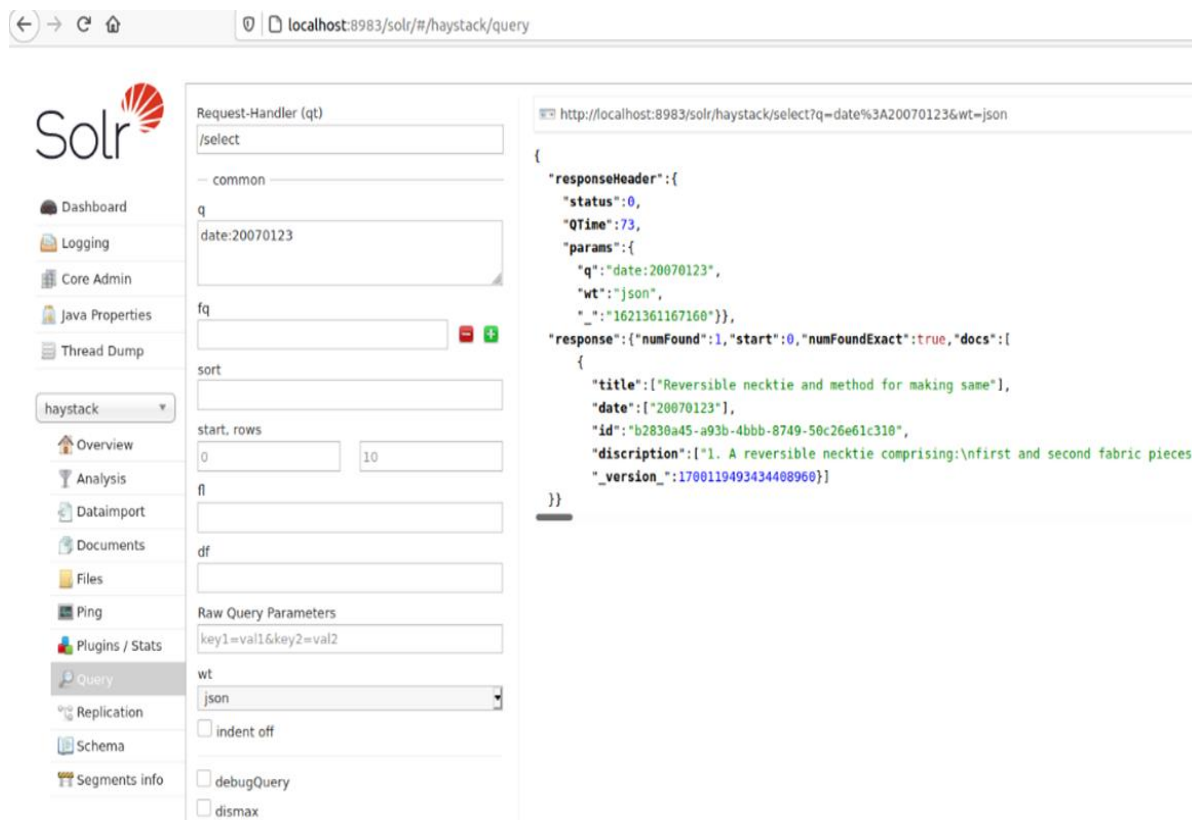 localhost:8983/solr/#/haystack/query
Solr
Dashboard
Logging
Core Admin
Java Properties
Thread Dump
haystack
Overview
Analysis
Dataimport
Documents
Files
Ping
Plugins / Stats
Query
Replication
Schema
Segments info
Request-Handler (qt)
/select
common
q
date:20070123
fq
sort
start, rows
0 10
fl
df
Raw Query Parameters
key1=val1&key2=val2
wt
json
indent off
debugQuery
dismax
http://localhost:8983/solr/haystack/select?q=date%3A20070123&wt=json
{
"responseHeader":{
"status":0,
"QTime":73,
"params":{
"q":"date:20070123",
"wt":"json",
"_":"1621361167160"}},
"response":{"numFound":1,"start":0,"numFoundExact":true,"docs":[
{
"title":["Reversible necktie and method for making same"],
"date":["20070123"],
"id":"b2830a45-a93b-4bbb-8749-50c26e61c310",
"discription":["1. A reversible necktie comprising:\nfirst and second fabric pieces
"_version_":1700119493434408960}]
}}